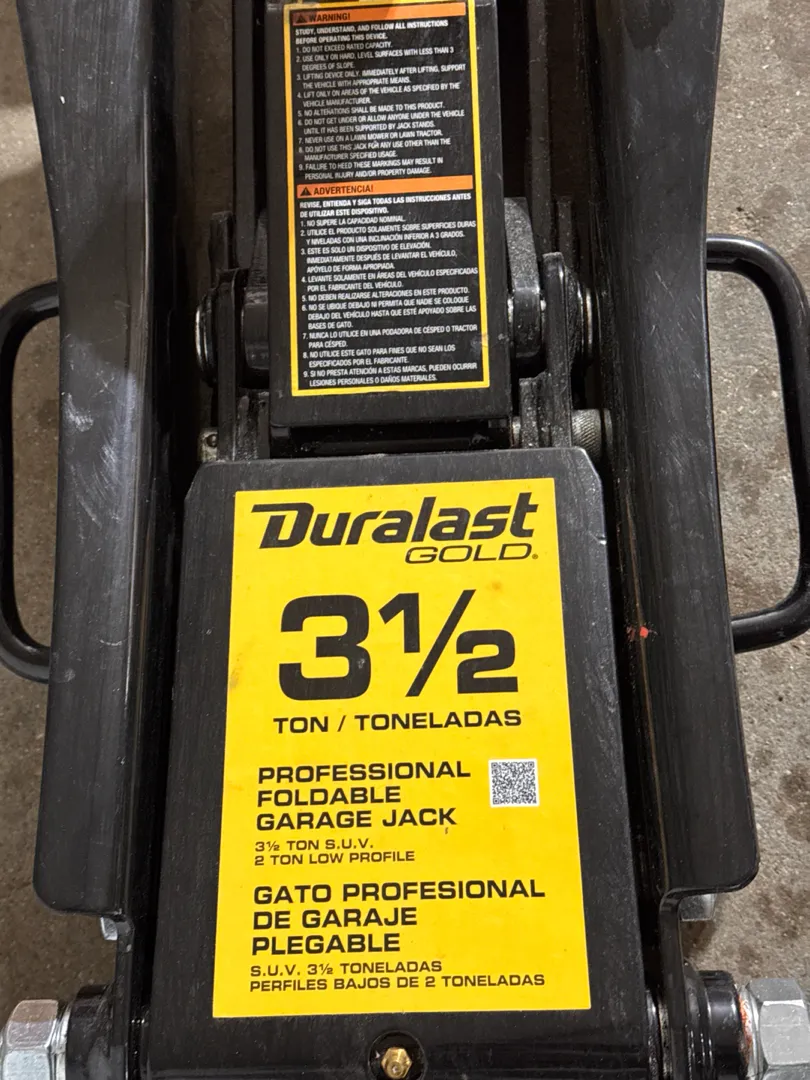 WARNING!
STUDY, UNDERSTAND, AND FOLLOW ALL INSTRUCTIONS
BEFORE OPERATING THIS DEVICE.
1. DO NOT EXCEED RATED CAPACITY.
2. USE ONLY ON HARD, LEVEL SURFACES WITH LESS THAN 3
DEGREES OF SLOPE.
3. LIFTING DEVICE ONLY. IMMEDIATELY AFTER LIFTING, SUPPORT
THE VEHICLE WITH APPROPRIATE MEANS.
4. LIFT ONLY ON AREAS OF THE VEHICLE AS SPECIFIED BY THE
VEHICLE MANUFACTURER.
5. NO ALTERATIONS SHALL BE MADE TO THIS PRODUCT.
6. DO NOT GET UNDER OR ALLOW ANYONE UNDER THE VEHICLE
UNTIL IT HAS BEEN SUPPORTED BY JACK STANDS.
7. NEVER USE ON A LAWN MOWER OR LAWN TRACTOR.
8. DO NOT USE THIS JACK FOR ANY USE OTHER THAN THE
MANUFACTURER SPECIFIED USAGE.
9. FAILURE TO HEED THESE MARKINGS MAY RESULT IN
PERSONAL INJURY AND/OR PROPERTY DAMAGE.
ADVERTENCIA!
REVISE, ENTIENDA Y SIGA TODAS LAS INSTRUCCIONES ANTES
DE UTILIZAR ESTE DISPOSITIVO.
1. NO SUPERE LA CAPACIDAD NOMINAL.
2. UTILICE EL PRODUCTO SOLAMENTE SOBRE SUPERFICIES DURAS
Y NIVELADAS CON UNA INCLINACIÓN INFERIOR A 3 GRADOS.
3. ESTE ES SOLO UN DISPOSITIVO DE ELEVACIÓN.
INMEDIATAMENTE DESPUÉS DE LEVANTAR EL VEHÍCULO,
APÓYELO DE FORMA APROPIADA.
4. LEVANTE SOLAMENTE EN ÁREAS DEL VEHÍCULO ESPECIFICADAS
POR EL FABRICANTE DEL VEHÍCULO.
5. NO DEBEN REALIZARSE ALTERACIONES EN ESTE PRODUCTO.
6. NO SE UBIQUE DEBAJO NI PERMITA QUE NADIE SE COLOQUE
DEBAJO DEL VEHÍCULO HASTA QUE ESTÉ APOYADO SOBRE LAS
BASES DE GATO.
7. NUNCA LO UTILICE EN UNA PODADORA DE CÉSPED O TRACTOR
PARA CÉSPED.
8. NO UTILICE ESTE GATO PARA FINES QUE NO SEAN LOS
ESPECIFICADOS POR EL FABRICANTE.
9. SI NO PRESTA ATENCIÓN A ESTAS MARCAS, PUEDEN OCURRIR
LESIONES PERSONALES O DAÑOS MATERIALES.
Duralast
GOLD®
3½
TON / TONELADAS
PROFESSIONAL
FOLDABLE
GARAGE JACK
3½ TON S.U.V.
2 TON LOW PROFILE
GATO PROFESIONAL
DE GARAJE
PLEGABLE
S.U.V. 3½ TONELADAS
PERFILES BAJOS DE 2 TONELADAS